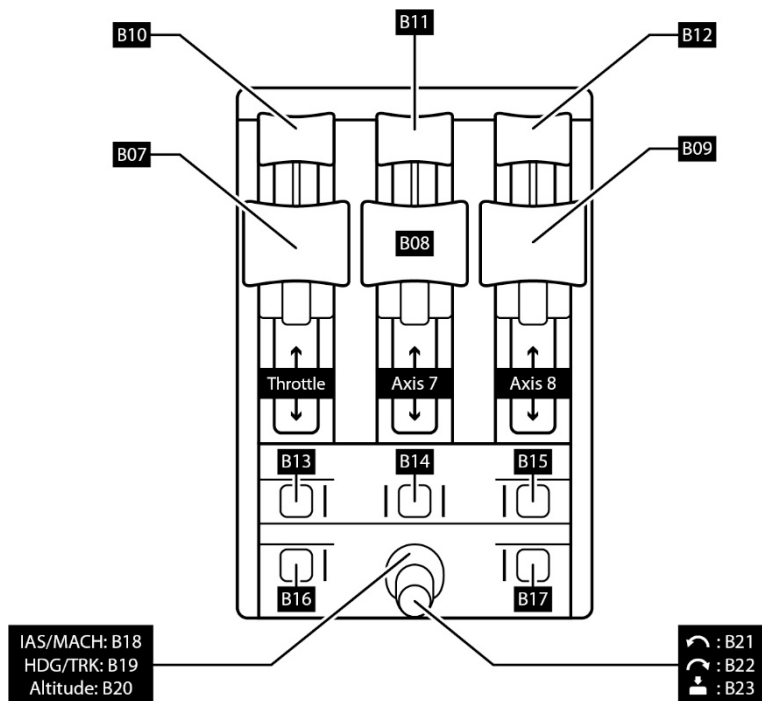 B10
B11
B12
B07
B09
B08
Throttle
Axis 7
Axis 8
B13
B14
B15
B16
B17
IAS/MACH: B18
HDG/TRK: B19
Altitude: B20
: B21
: B22
: B23